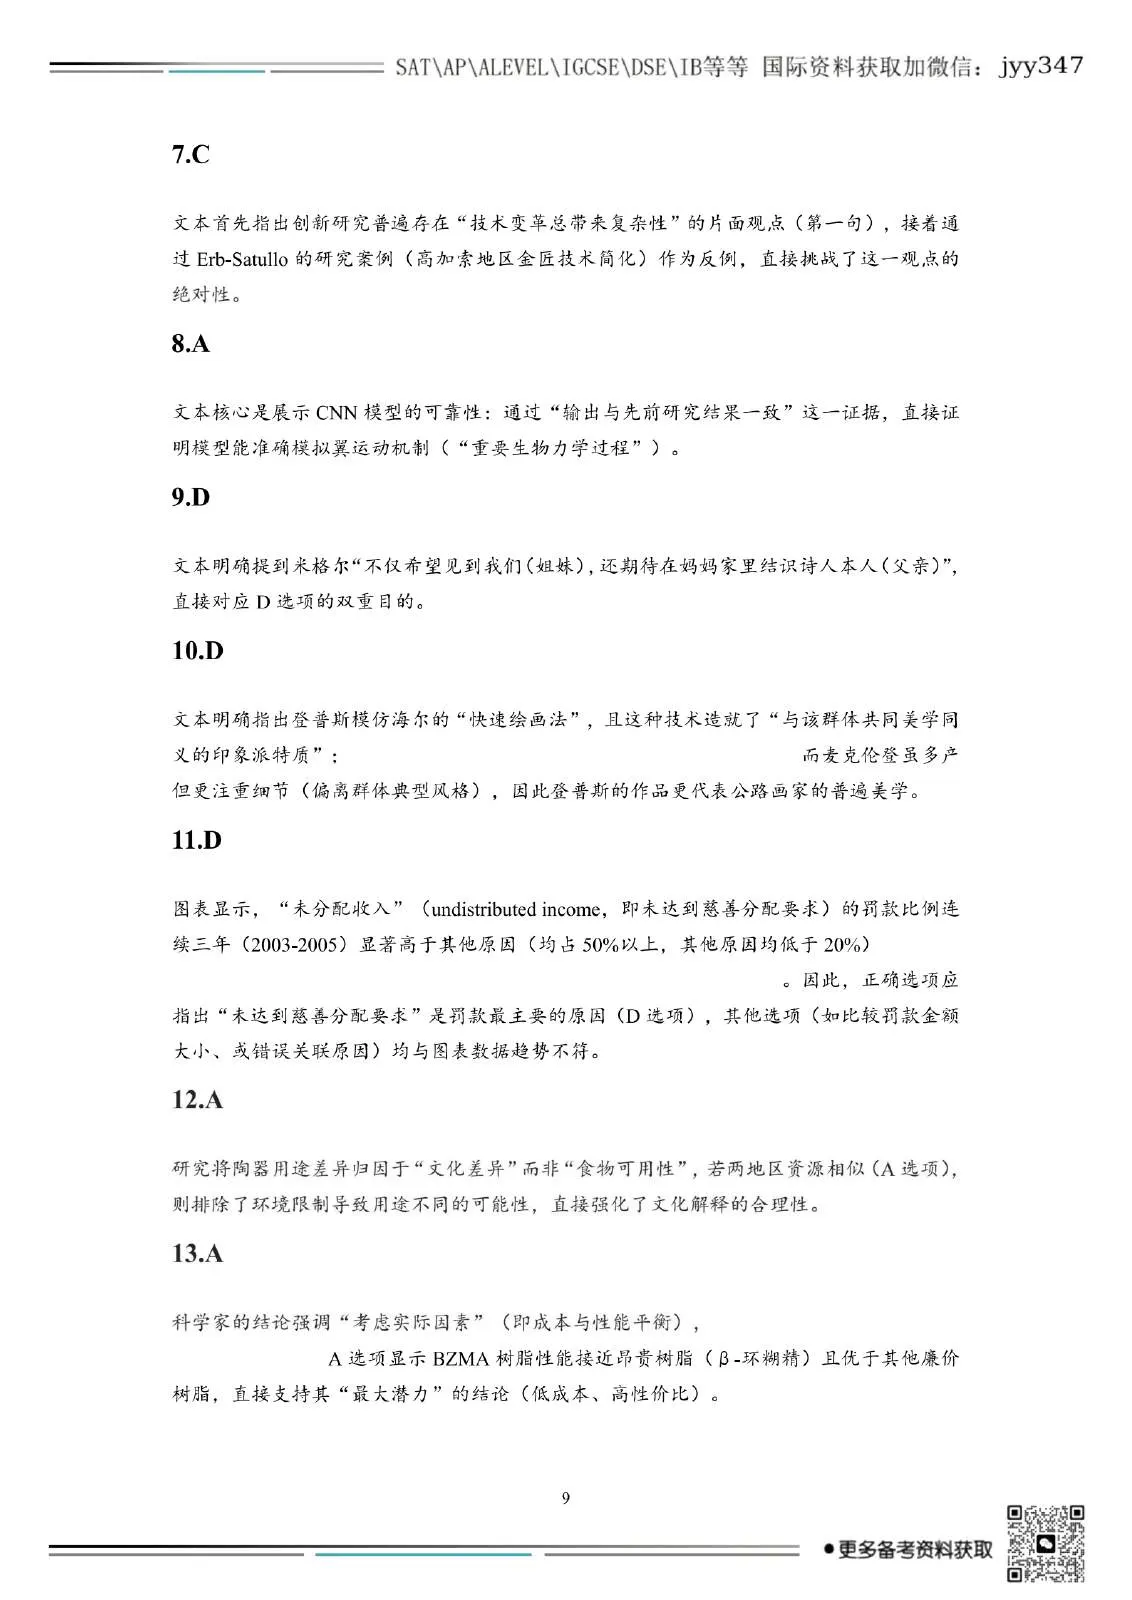 SAT\AP\ALEVEL\IGCSE\DSE\IB等等 国际资料获取加微信：jyy347
7.C
文本首先指出创新研究普遍存在“技术变革总带来复杂性”的片面观点（第一句），接着通
过 Erb-Satullo 的研究案例（高加索地区金匠技术简化）作为反例，直接挑战了这一观点的
绝对性。
8.A
文本核心是展示 CNN 模型的可靠性：通过“输出与先前研究结果一致”这一证据，直接证
明模型能准确模拟翼运动机制（“重要生物力学过程”）。
9.D
文本明确提到米格尔“不仅希望见到我们（姐妹），还期待在妈妈家里结识诗人本人（父亲）”，
直接对应 D 选项的双重目的。
10.D
文本明确指出登普斯模仿海尔的“快速绘画法”，且这种技术造就了“与该群体共同美学同
义的印象派特质”； 而麦克伦登虽多产
但更注重细节（偏离群体典型风格），因此登普斯的作品更代表公路画家的普遍美学。
11.D
图表显示，“未分配收入”（undistributed income，即未达到慈善分配要求）的罚款比例连
续三年（2003-2005）显著高于其他原因（均占 50%以上，其他原因均低于 20%）
。因此，正确选项应
指出“未达到慈善分配要求”是罚款最主要的原因（D 选项），其他选项（如比较罚款金额
大小、或错误关联原因）均与图表数据趋势不符。
12.A
研究将陶器用途差异归因于“文化差异”而非“食物可用性”，若两地区资源相似（A 选项），
则排除了环境限制导致用途不同的可能性，直接强化了文化解释的合理性。
13.A
科学家的结论强调“考虑实际因素”（即成本与性能平衡），
A 选项显示 BZMA 树脂性能接近昂贵树脂（β-环糊精）且优于其他廉价
树脂，直接支持其“最大潜力”的结论（低成本、高性价比）。
9
●更多备考资料获取